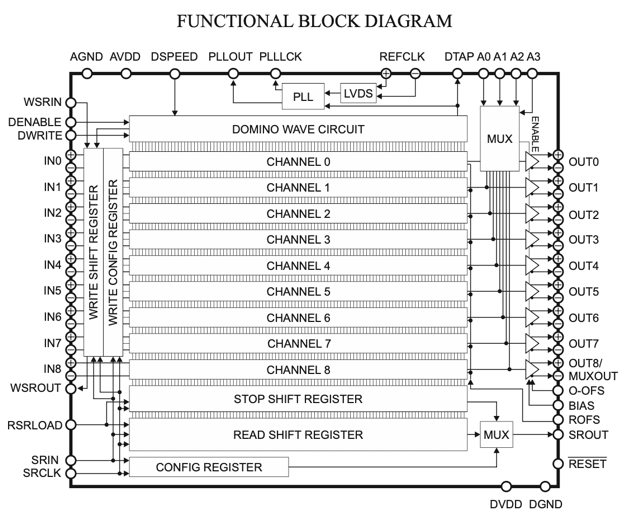 FUNCTIONAL BLOCK DIAGRAM
AGND AVDD DSPEED PLLOUT PLLLCK REFCLK DTAP A0 A1 A2 A3
WSRIN
DENABLE
DWRITE
PLL
LVDS
DOMINO WAVE CIRCUIT
MUX
ENABLE
WRITE SHIFT REGISTER
WRITE CONFIG REGISTER
IN0 CHANNEL 0 OUT0
IN1 CHANNEL 1 OUT1
IN2 CHANNEL 2 OUT2
IN3 CHANNEL 3 OUT3
IN4 CHANNEL 4 OUT4
IN5 CHANNEL 5 OUT5
IN6 CHANNEL 6 OUT6
IN7 CHANNEL 7 OUT7
IN8 CHANNEL 8 OUT8/
MUXOUT
WSROUT
STOP SHIFT REGISTER
O-OFS
BIAS
ROFS
RSRLOAD
READ SHIFT REGISTER
MUX
SROUT
SRIN
SRCLK
CONFIG REGISTER
RESET
DVDD DGND